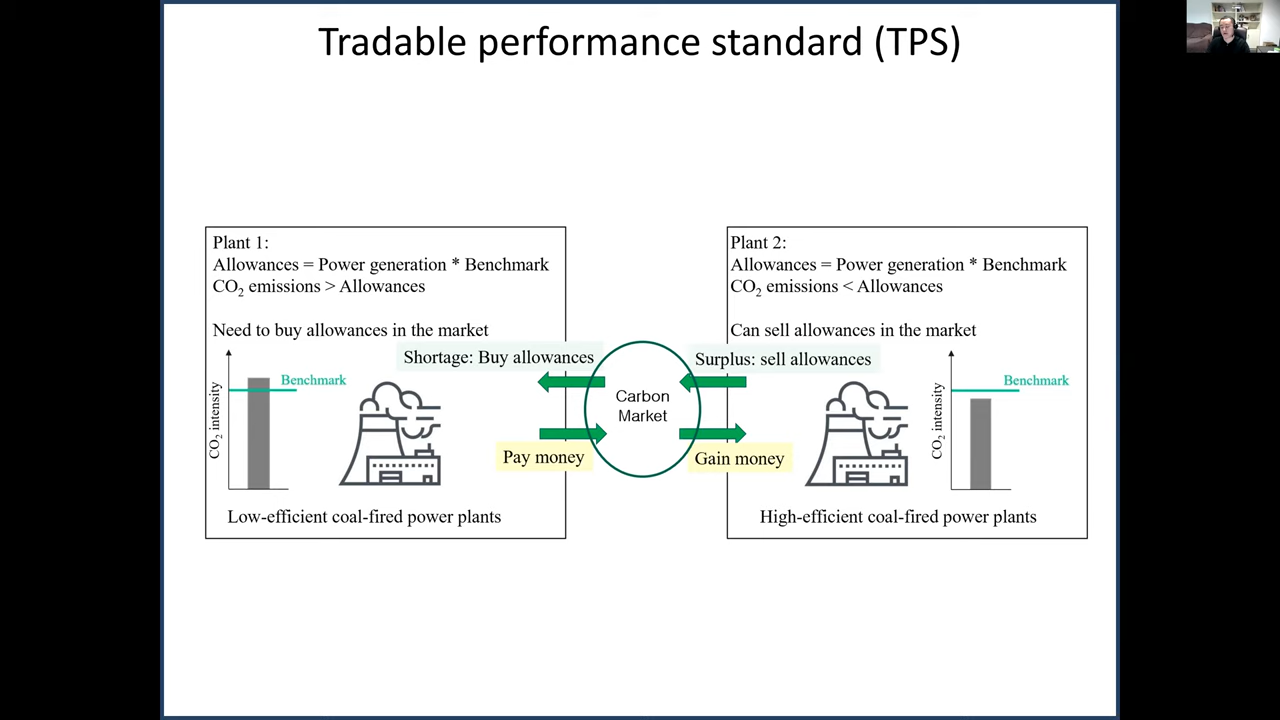 Tradable performance standard (TPS)
Plant 1:
Allowances = Power generation * Benchmark
CO₂ emissions > Allowances
Need to buy allowances in the market
Shortage: Buy allowances
Benchmark
CO₂ intensity
Pay money
Low-efficient coal-fired power plants
Carbon
Market
Plant 2:
Allowances = Power generation * Benchmark
CO₂ emissions < Allowances
Can sell allowances in the market
Surplus: sell allowances
Benchmark
CO₂ intensity
Gain money
High-efficient coal-fired power plants